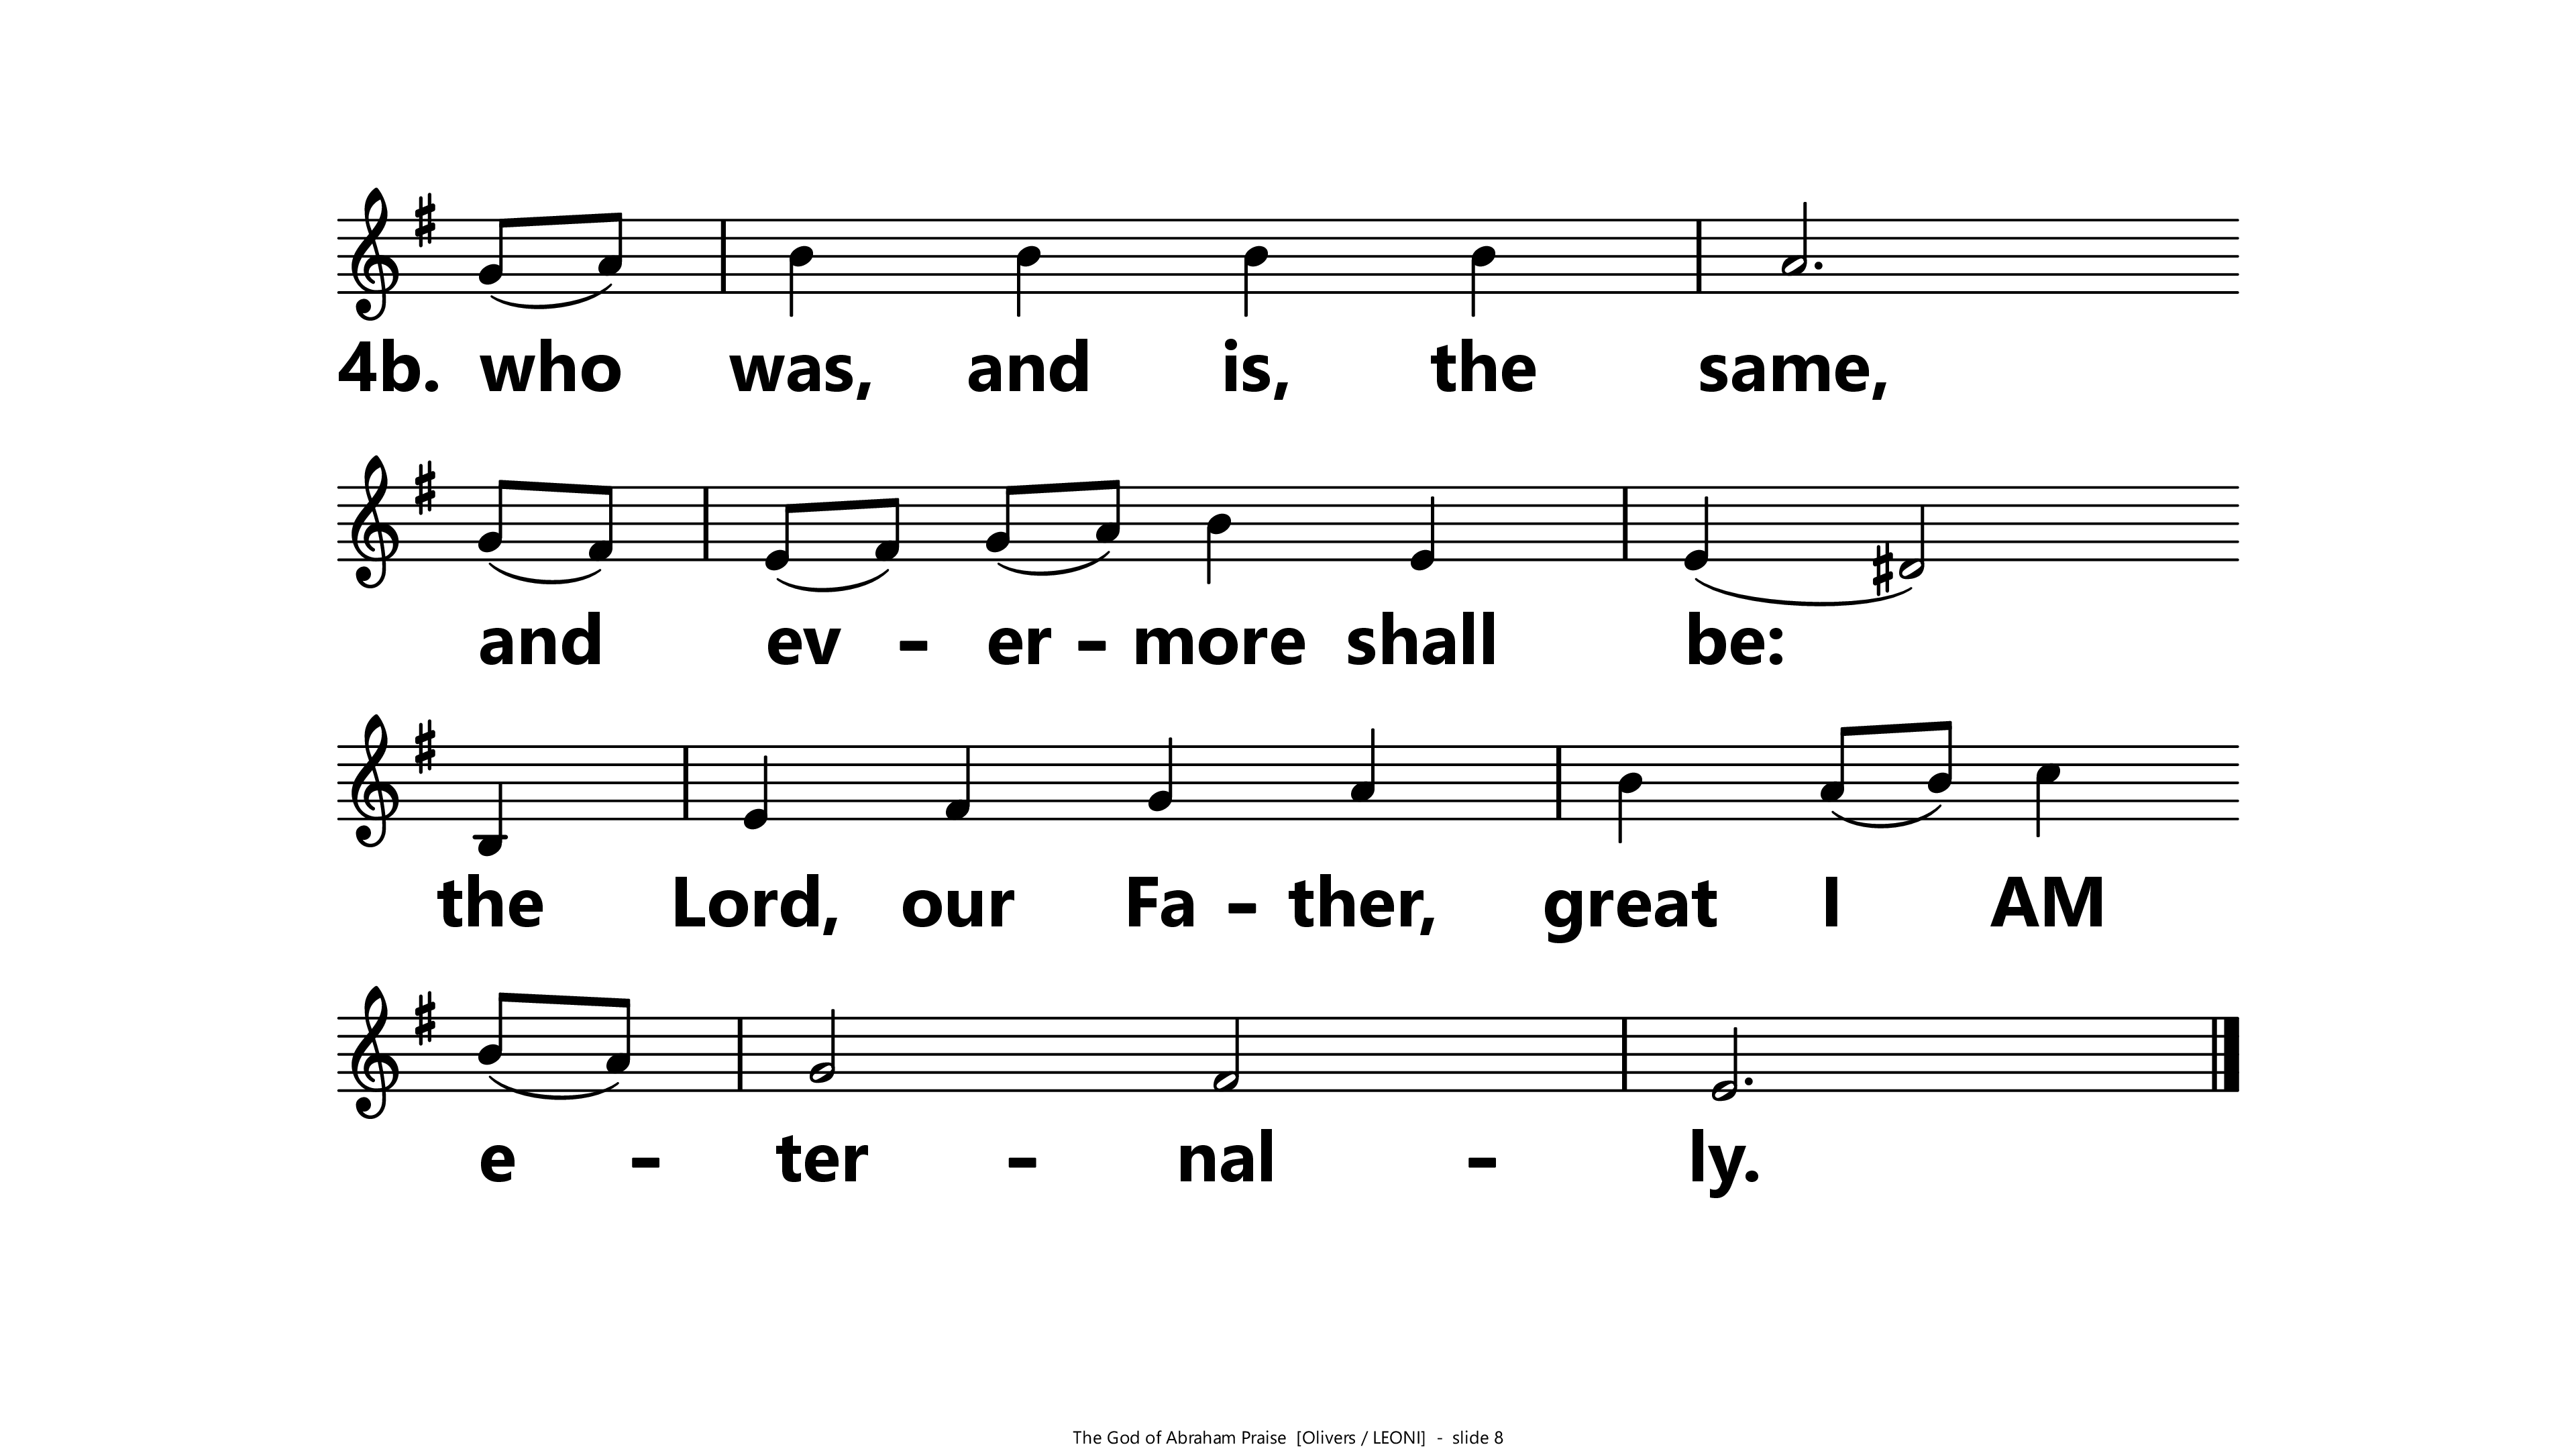 4b. who was, and is, the same,
and ev - er - more shall be:
the Lord, our Fa - ther, great I AM
e - ter - nal - ly.
The God of Abraham Praise [Olivers / LEONI] - slide 8